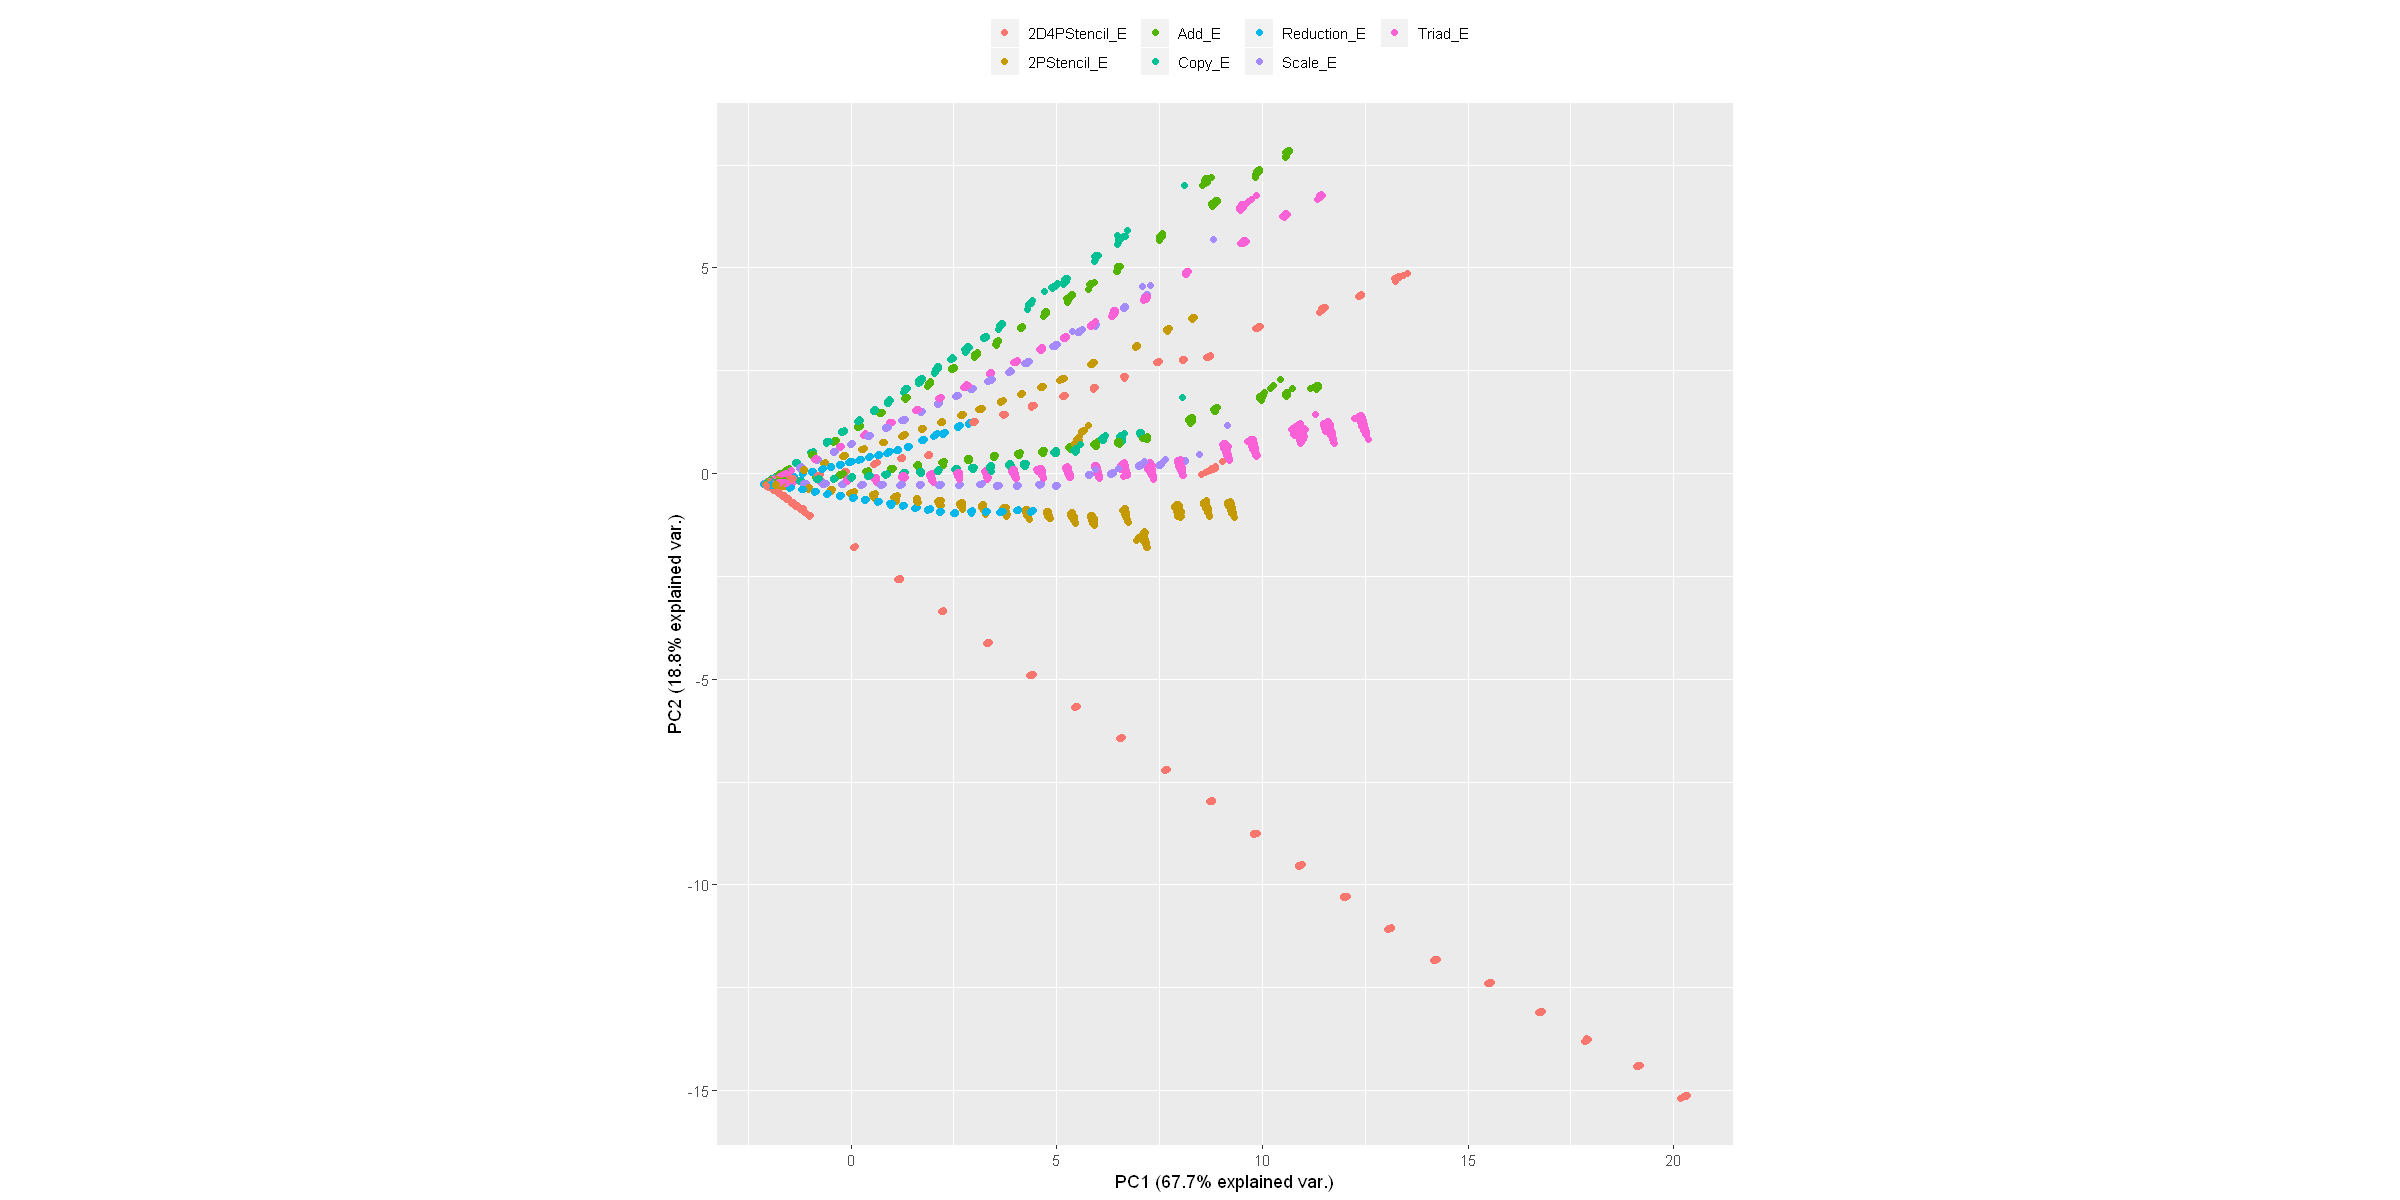 2D4PStencil_E Add_E Reduction_E Triad_E
2PStencil_E Copy_E Scale_E
5
0
-5
-10
-15
PC2 (18.8% explained var.)
0 5 10 15 20
PC1 (67.7% explained var.)